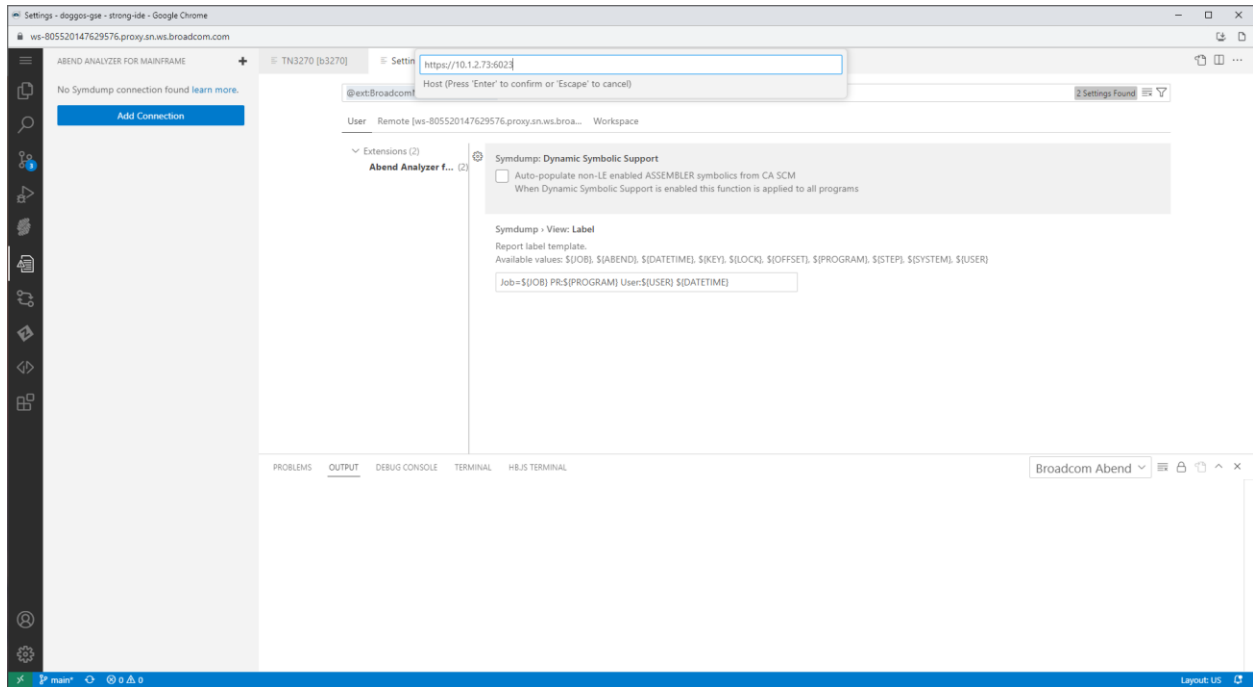 Settings - doggos-gse - strong-ide - Google Chrome
ws-805520147629576.proxy.sn.ws.broadcom.com
ABEND ANALYZER FOR MAINFRAME
No Symdump connection found learn more.
Add Connection
TN3270 [b3270]
Settin
https://10.1.2.73:6023
Host (Press 'Enter' to confirm or 'Escape' to cancel)
@ext:Broadcom
2 Settings Found
User Remote [ws-805520147629576.proxy.sn.ws.broa... Workspace
Extensions (2)
Abend Analyzer f... (2)
Symdump: Dynamic Symbolic Support
Auto-populate non-LE enabled ASSEMBLER symbolics from CA SCM
When Dynamic Symbolic Support is enabled this function is applied to all programs
Symdump › View: Label
Report label template.
Available values: ${JOB}, ${ABEND}, ${DATETIME}, ${KEY}, ${LOCK}, ${OFFSET}, ${PROGRAM}, ${STEP}, ${SYSTEM}, ${USER}
Job=${JOB} PR:${PROGRAM} User:${USER} ${DATETIME}
PROBLEMS OUTPUT DEBUG CONSOLE TERMINAL HBJS TERMINAL
Broadcom Abend
3
main* 0 0
Layout: US